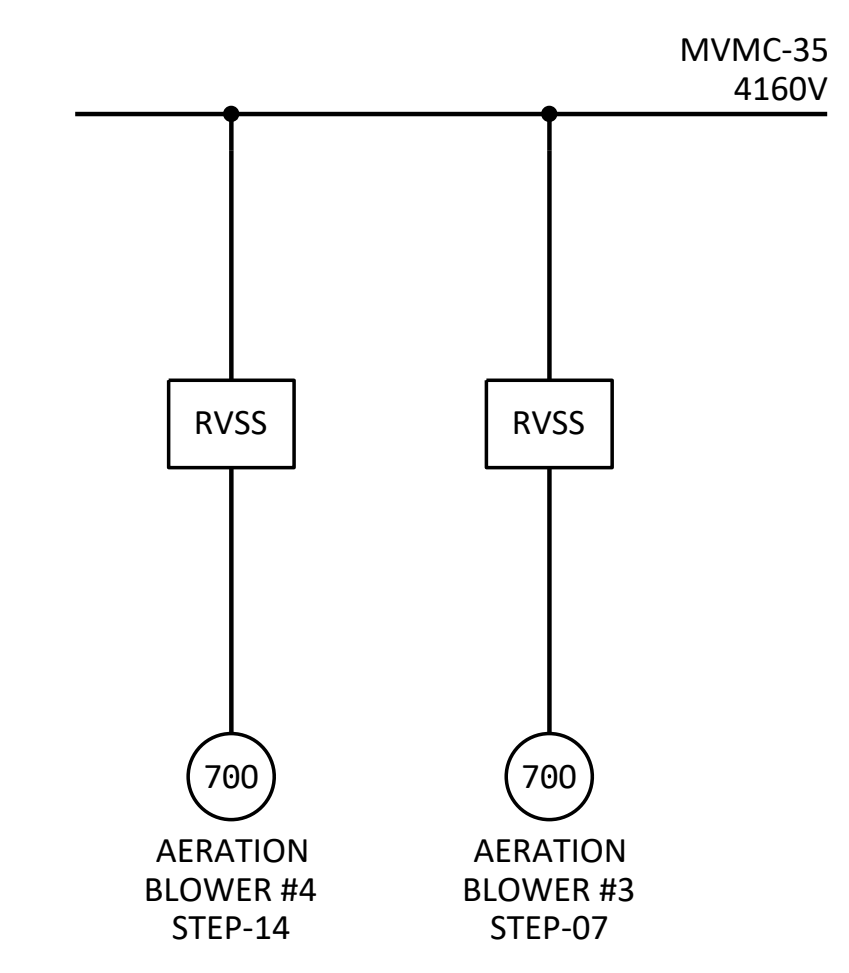 MVMC-35
4160V
RVSS
RVSS
700
700
AERATION
BLOWER #4
STEP-14
AERATION
BLOWER #3
STEP-07